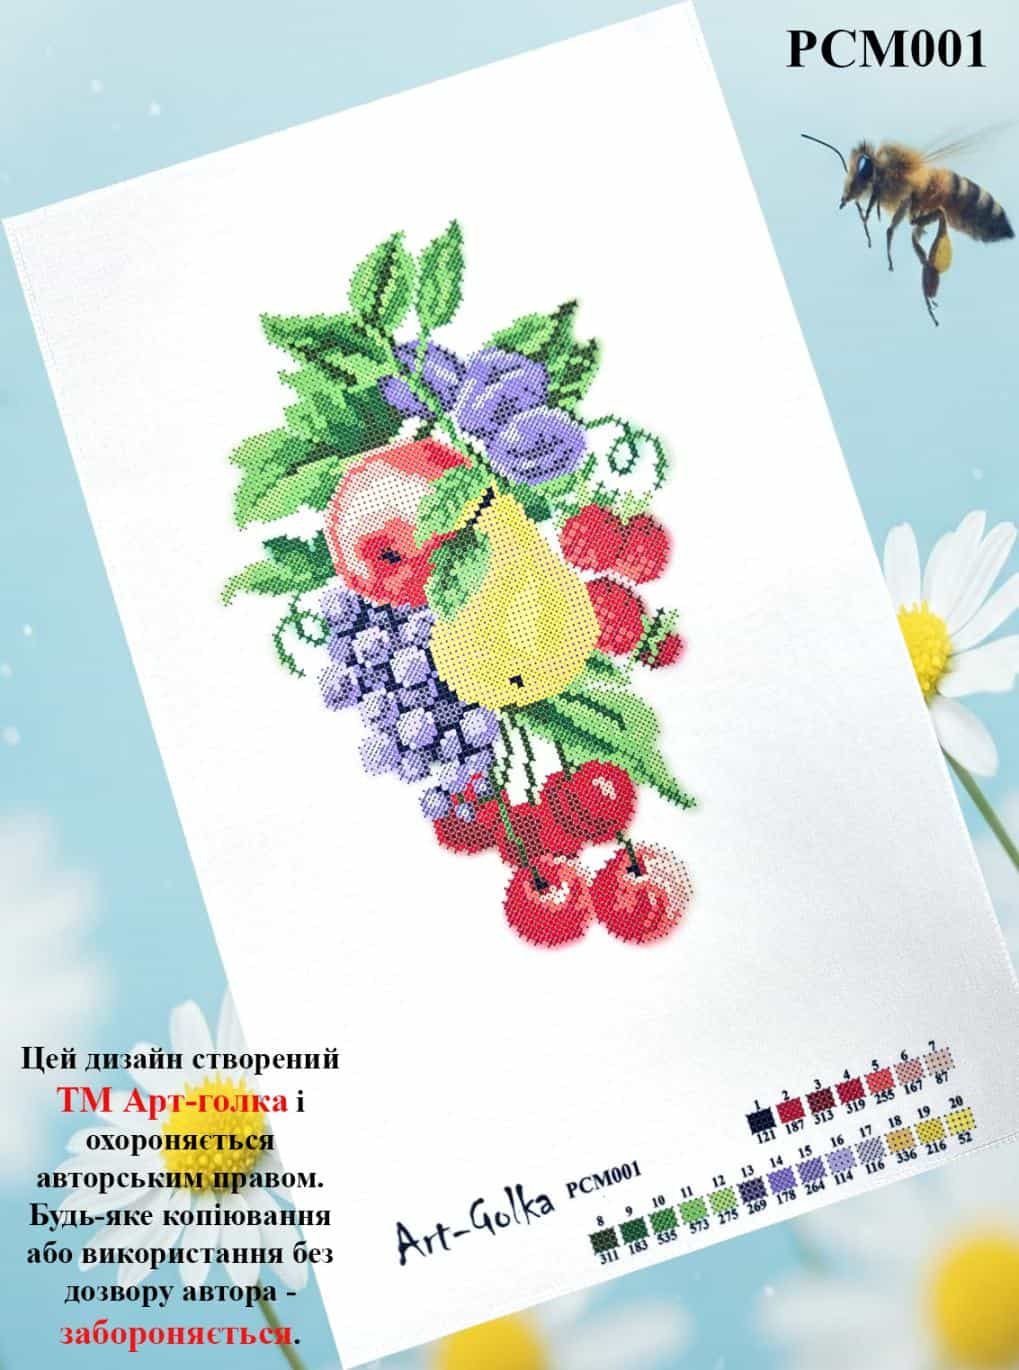 РСМ001
Цей дизайн створений
ТМ Арт-голка і
охороняється
авторським правом.
Будь-яке копіювання
або використання без
дозвору автора -
забороняється.
Art-Golka РСМ001
1 2 3 4 5 6 7
121 187 313 319 255 167 87
8 9 10 11 12 13 14 15 16 17 18 19 20
311 183 535 573 275 269 178 264 114 116 336 216 52